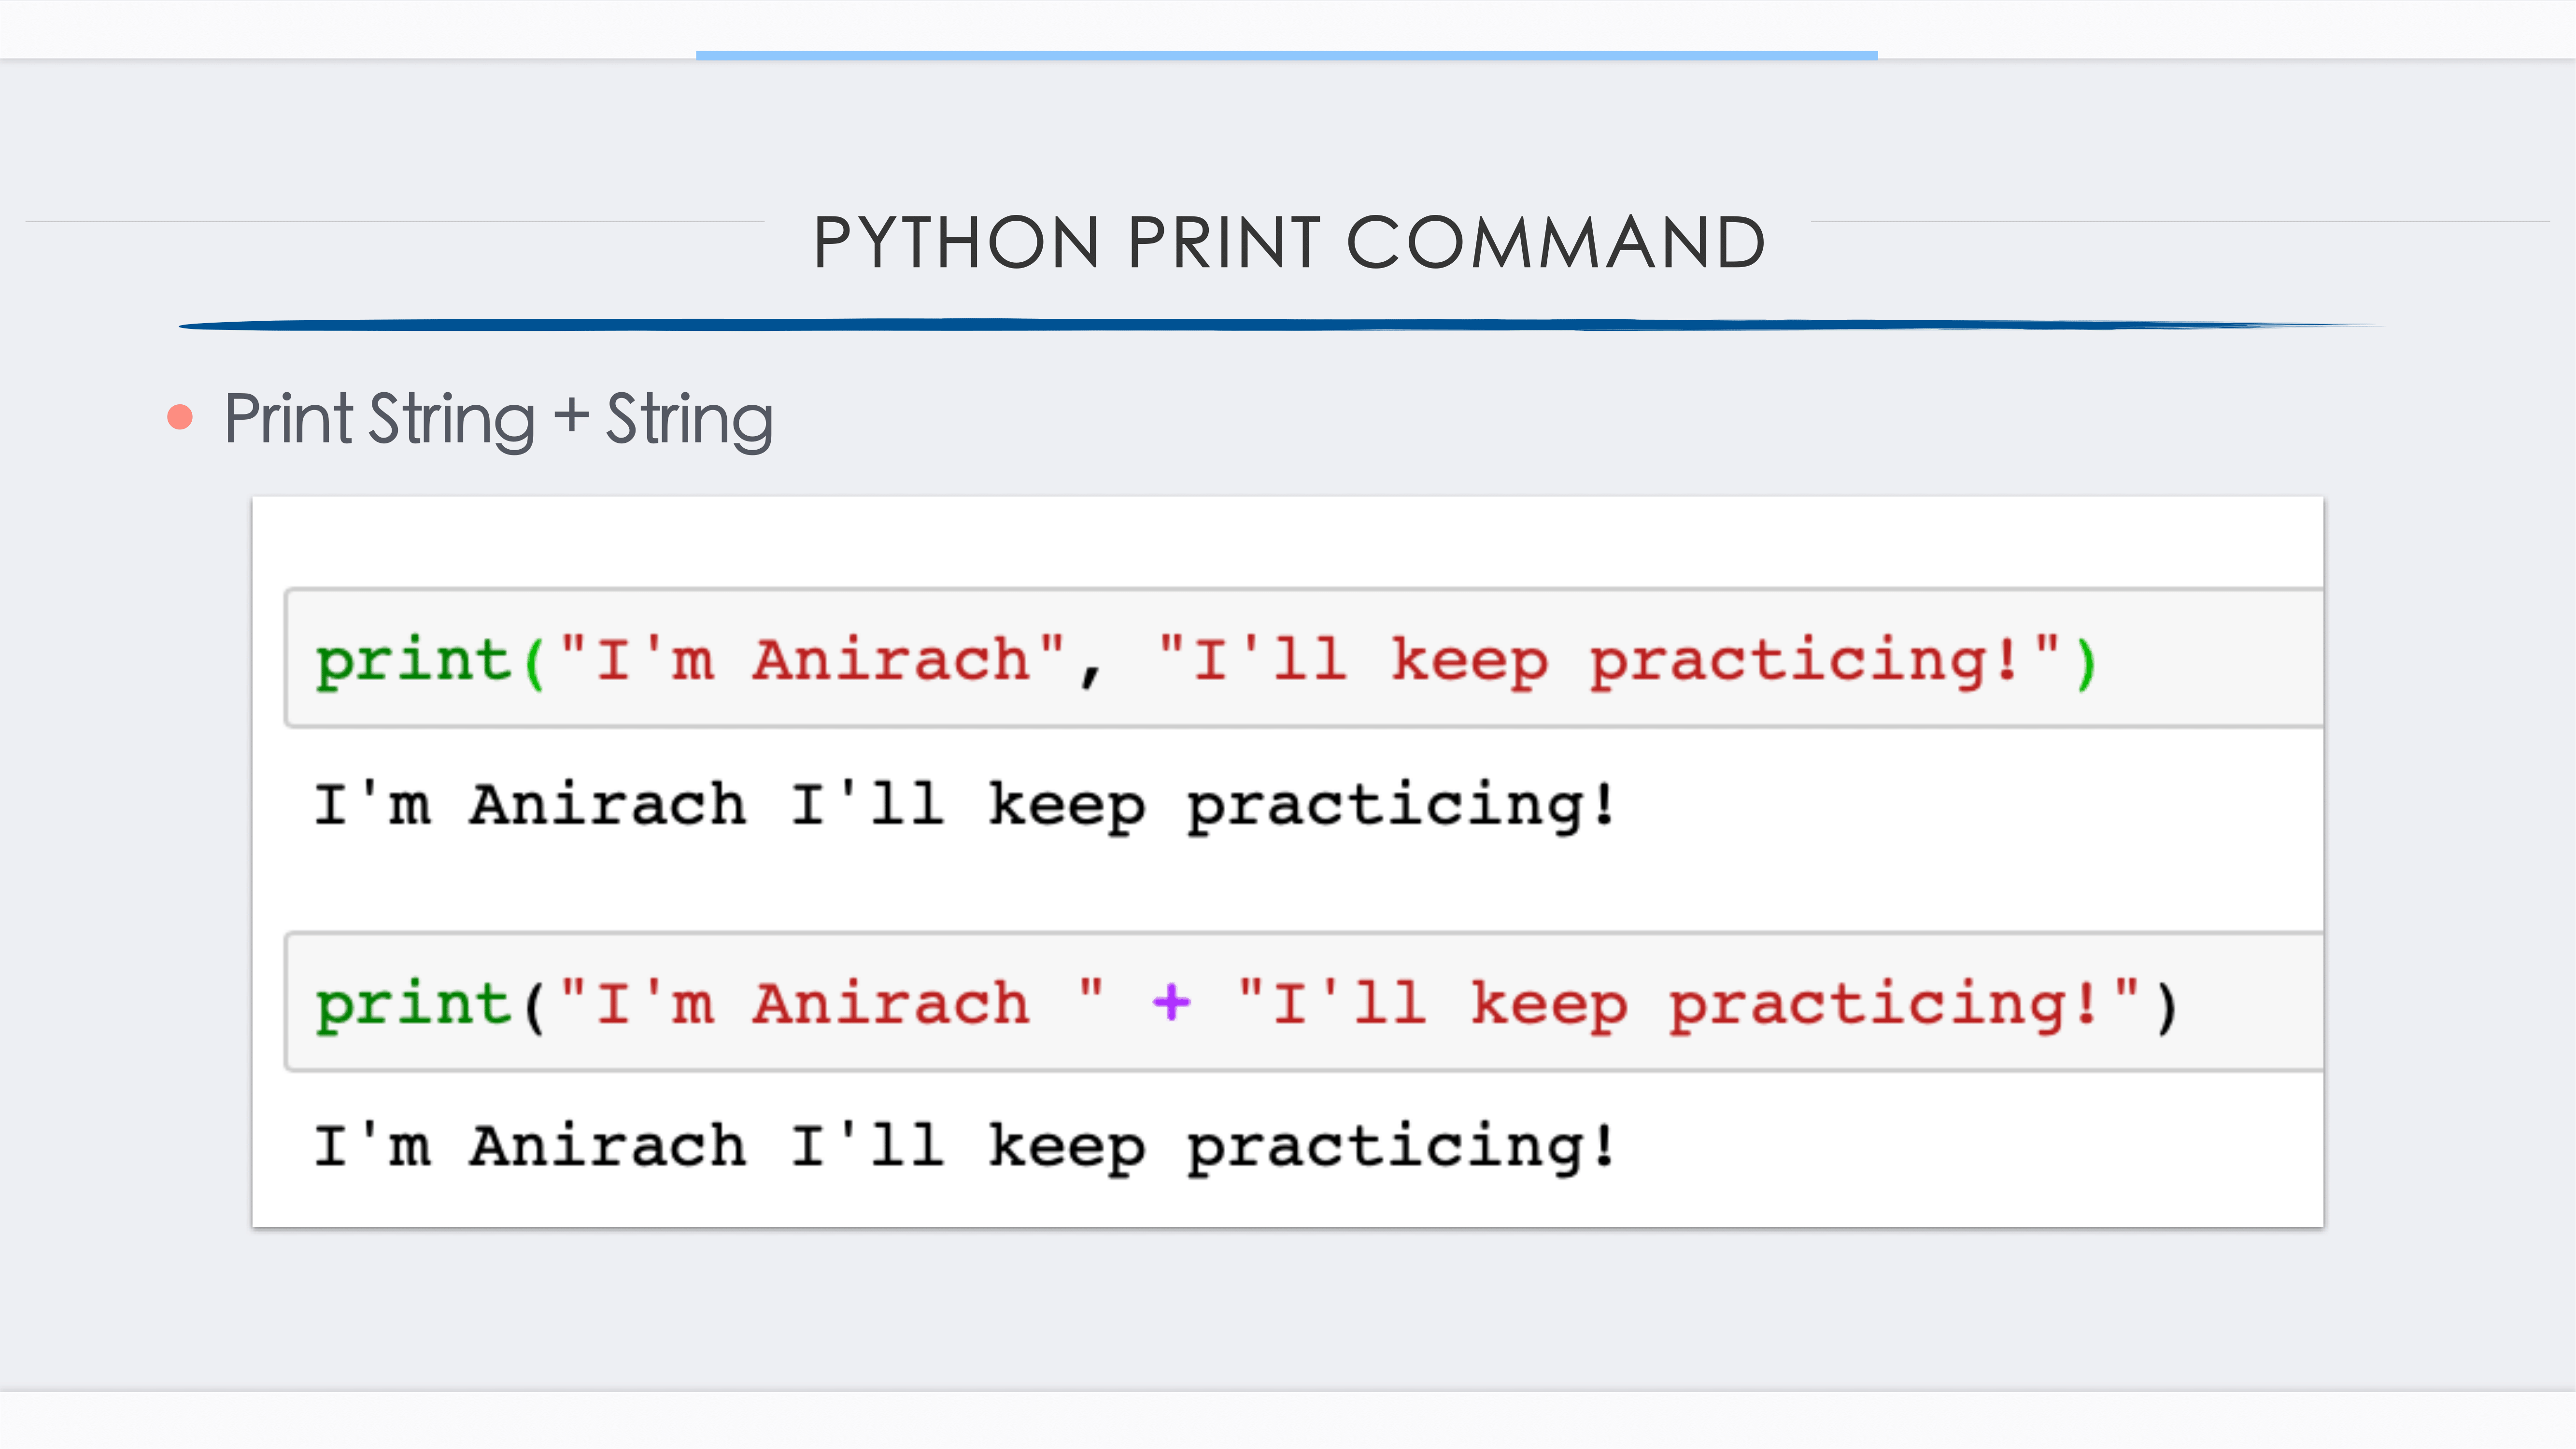 PYTHON PRINT COMMAND
Print String + String
print("I'm Anirach", "I'll keep practicing!")
I'm Anirach I'll keep practicing!
print("I'm Anirach " + "I'll keep practicing!")
I'm Anirach I'll keep practicing!